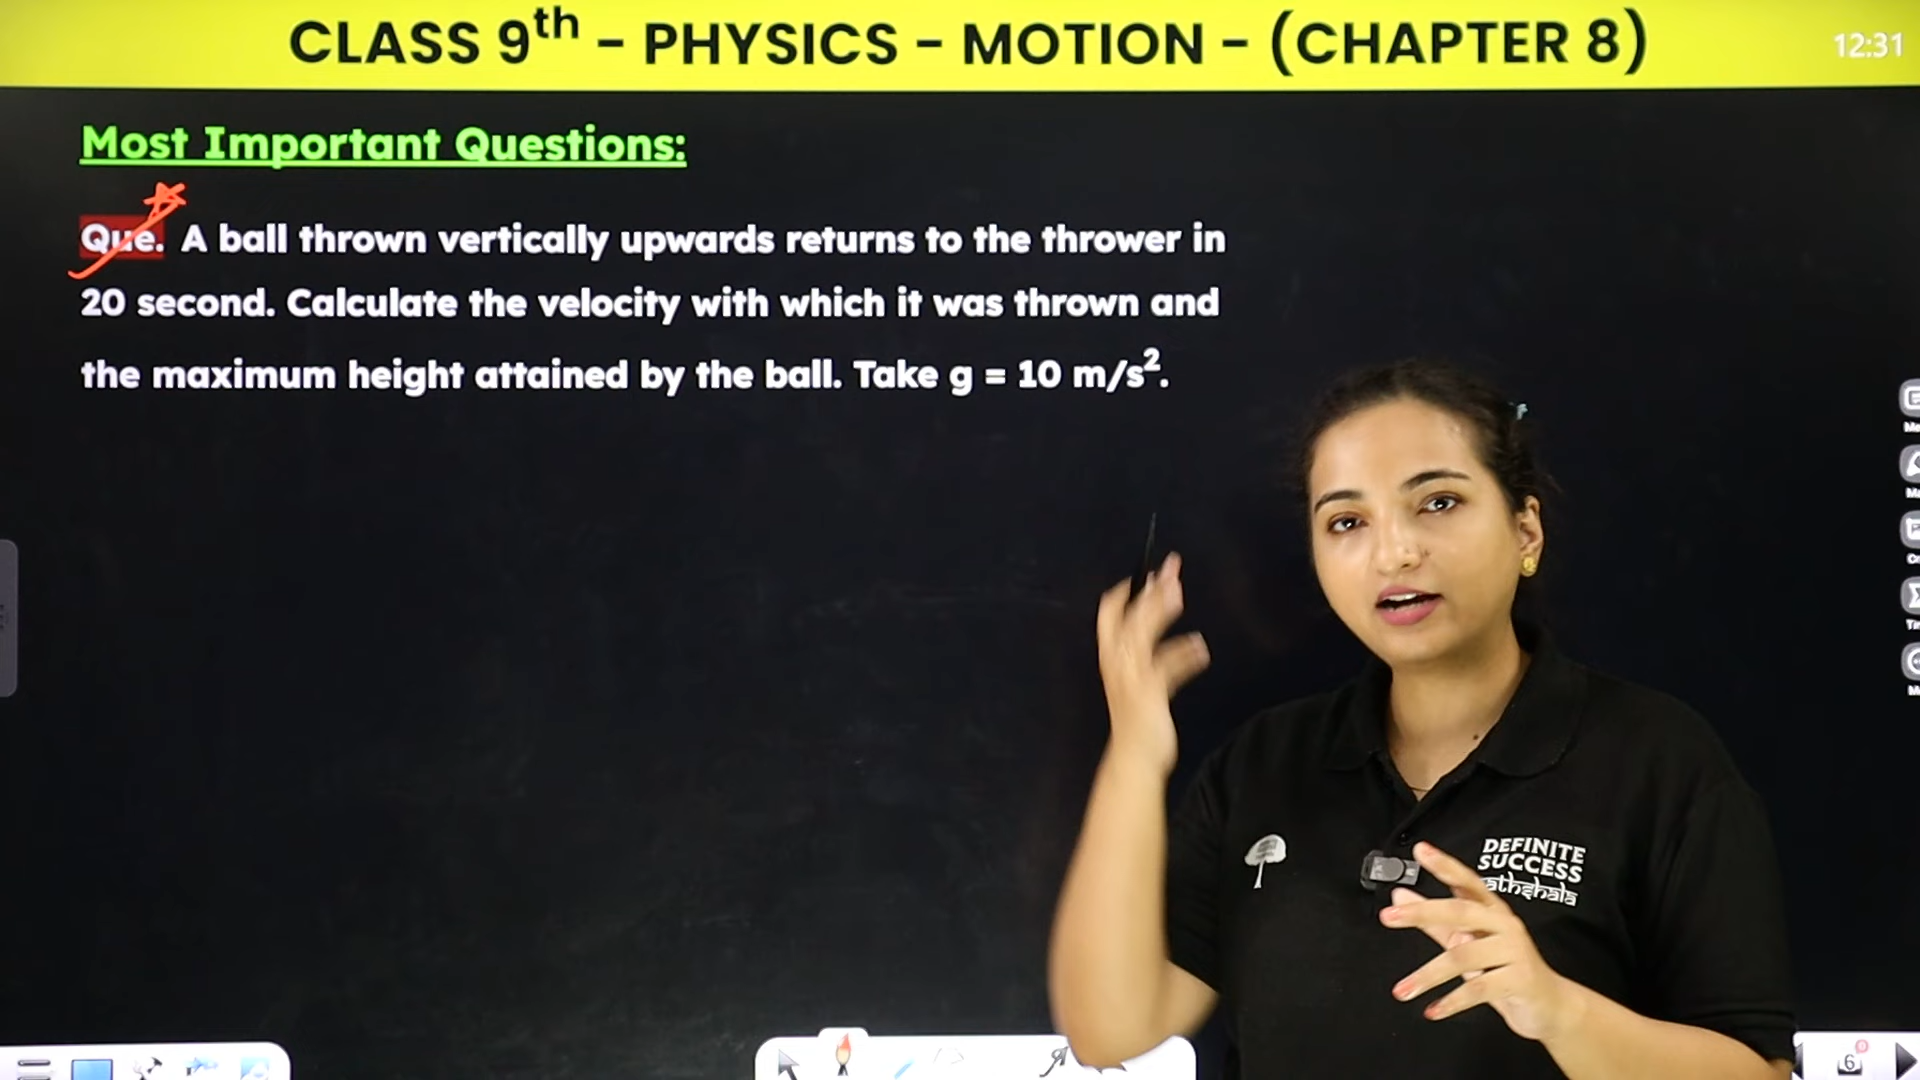 CLASS 9th - PHYSICS - MOTION - (CHAPTER 8)
12:31
Most Important Questions:
Que. A ball thrown vertically upwards returns to the thrower in
20 second. Calculate the velocity with which it was thrown and
the maximum height attained by the ball. Take g = 10 m/s².
DEFINITE
SUCCESS
6